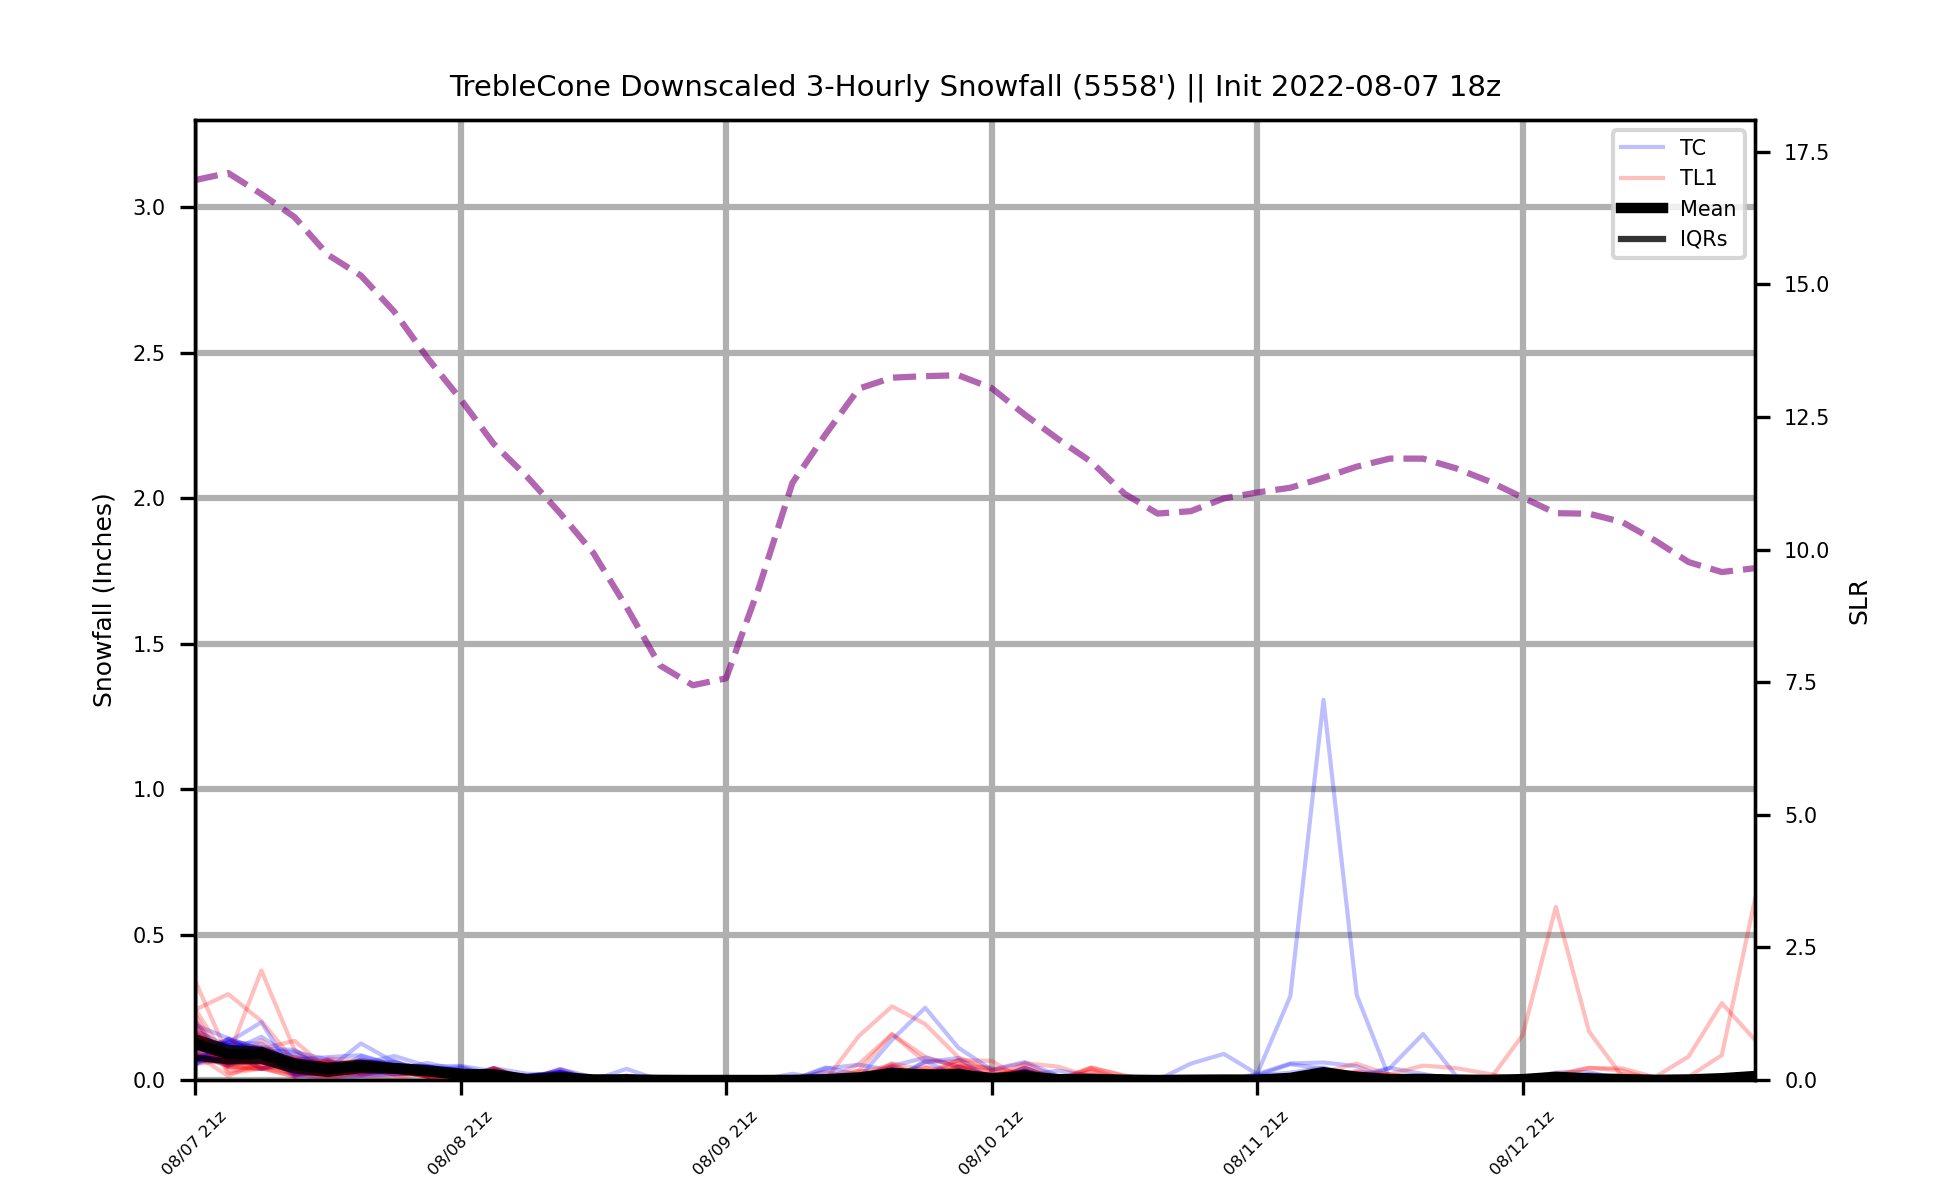 TrebleCone Downscaled 3-Hourly Snowfall (5558') || Init 2022-08-07 18z
TC
TL1
Mean
IQRs
Snowfall (Inches)
3.0
2.5
2.0
1.5
1.0
0.5
0.0
17.5
15.0
12.5
10.0
7.5
5.0
2.5
0.0
SLR
08/07 21z
08/08 21z
08/09 21z
08/10 21z
08/11 21z
08/12 21z